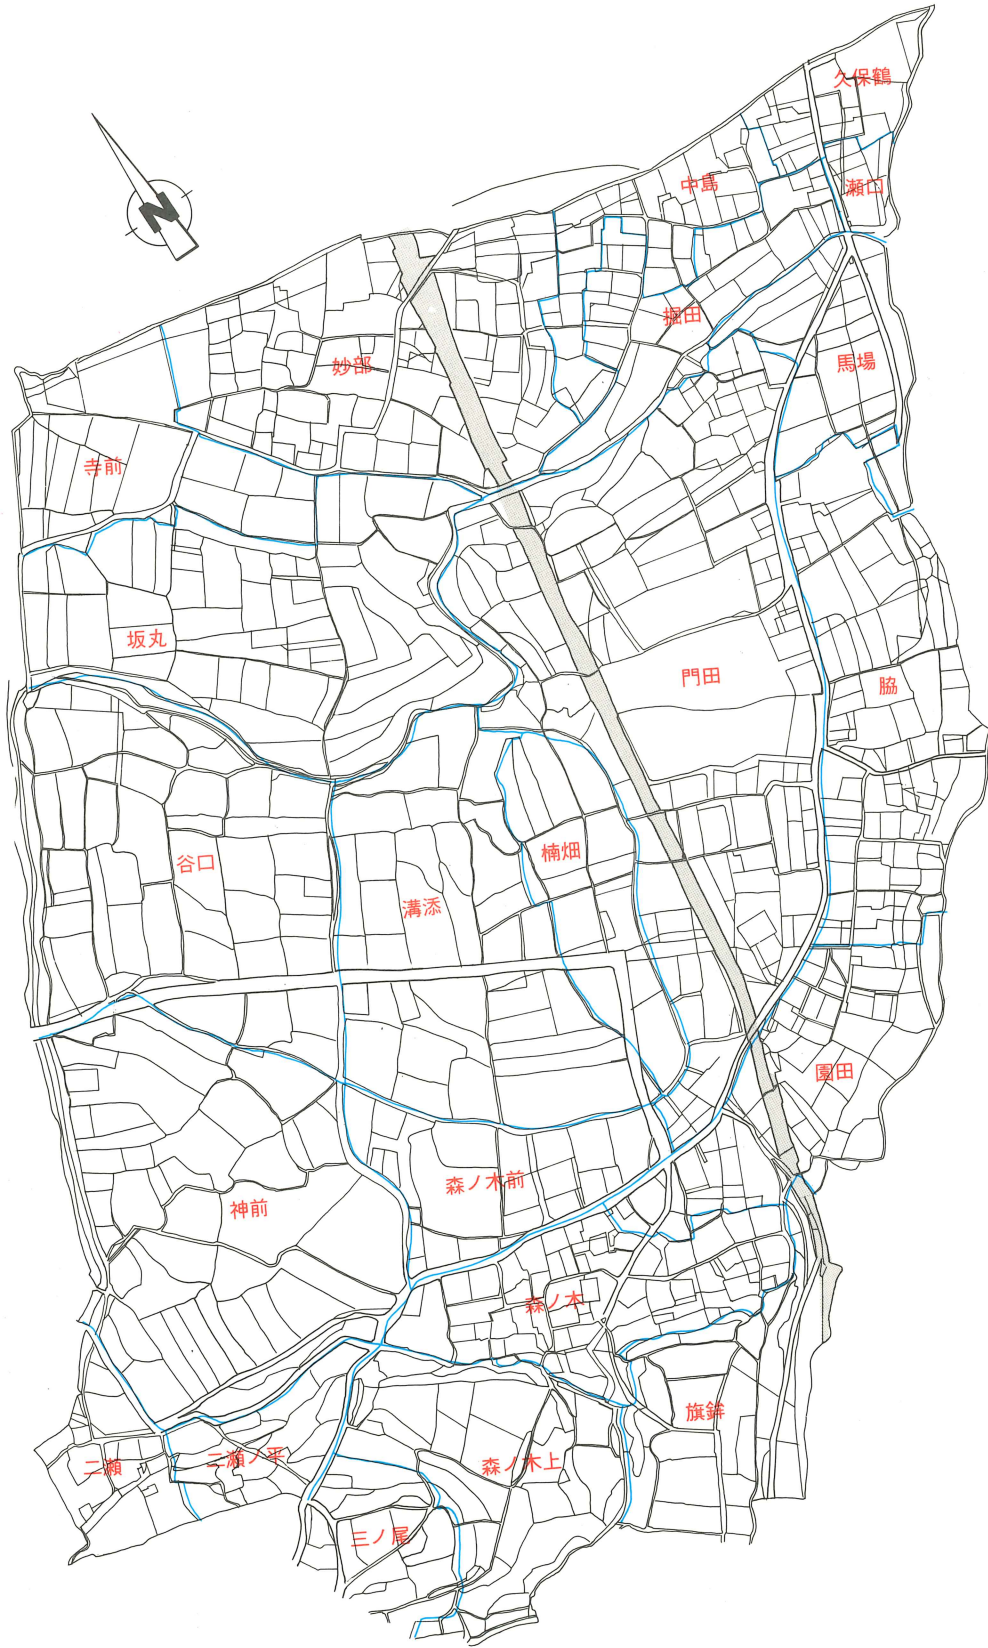 久保鶴
中島
瀬口
N
掘田
馬場
妙部
寺前
坂丸
門田
脇
楠畑
谷口
溝添
園田
森ノ木前
神前
森ノ木
旗鉾
二瀬
二瀬ノ平
森ノ木上
三ノ尾